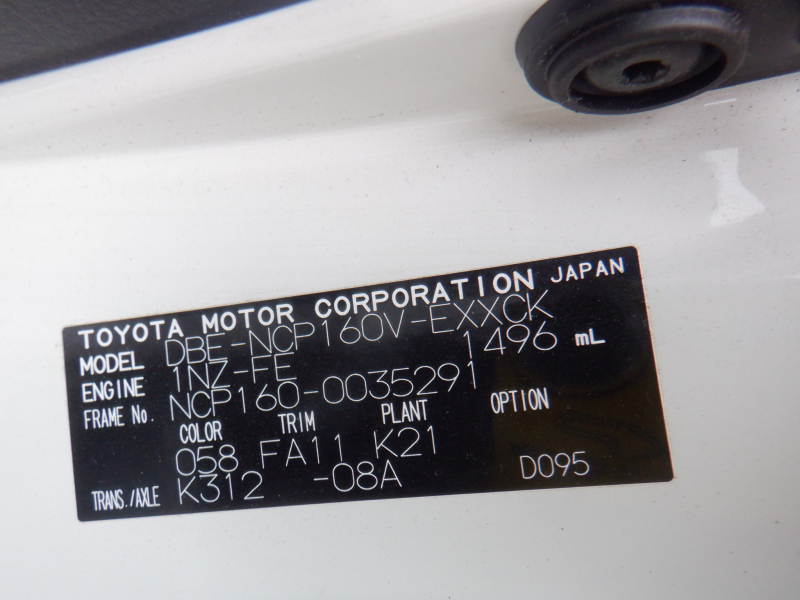 TOYOTA MOTOR CORPORATION JAPAN
MODEL DBE-NCP160V-EXXCK
ENGINE 1NZ-FE 1496 mL
FRAME No. NCP160-0035291
COLOR TRIM PLANT OPTION
058 FA11 K21
TRANS./AXLE K312 -08A D095